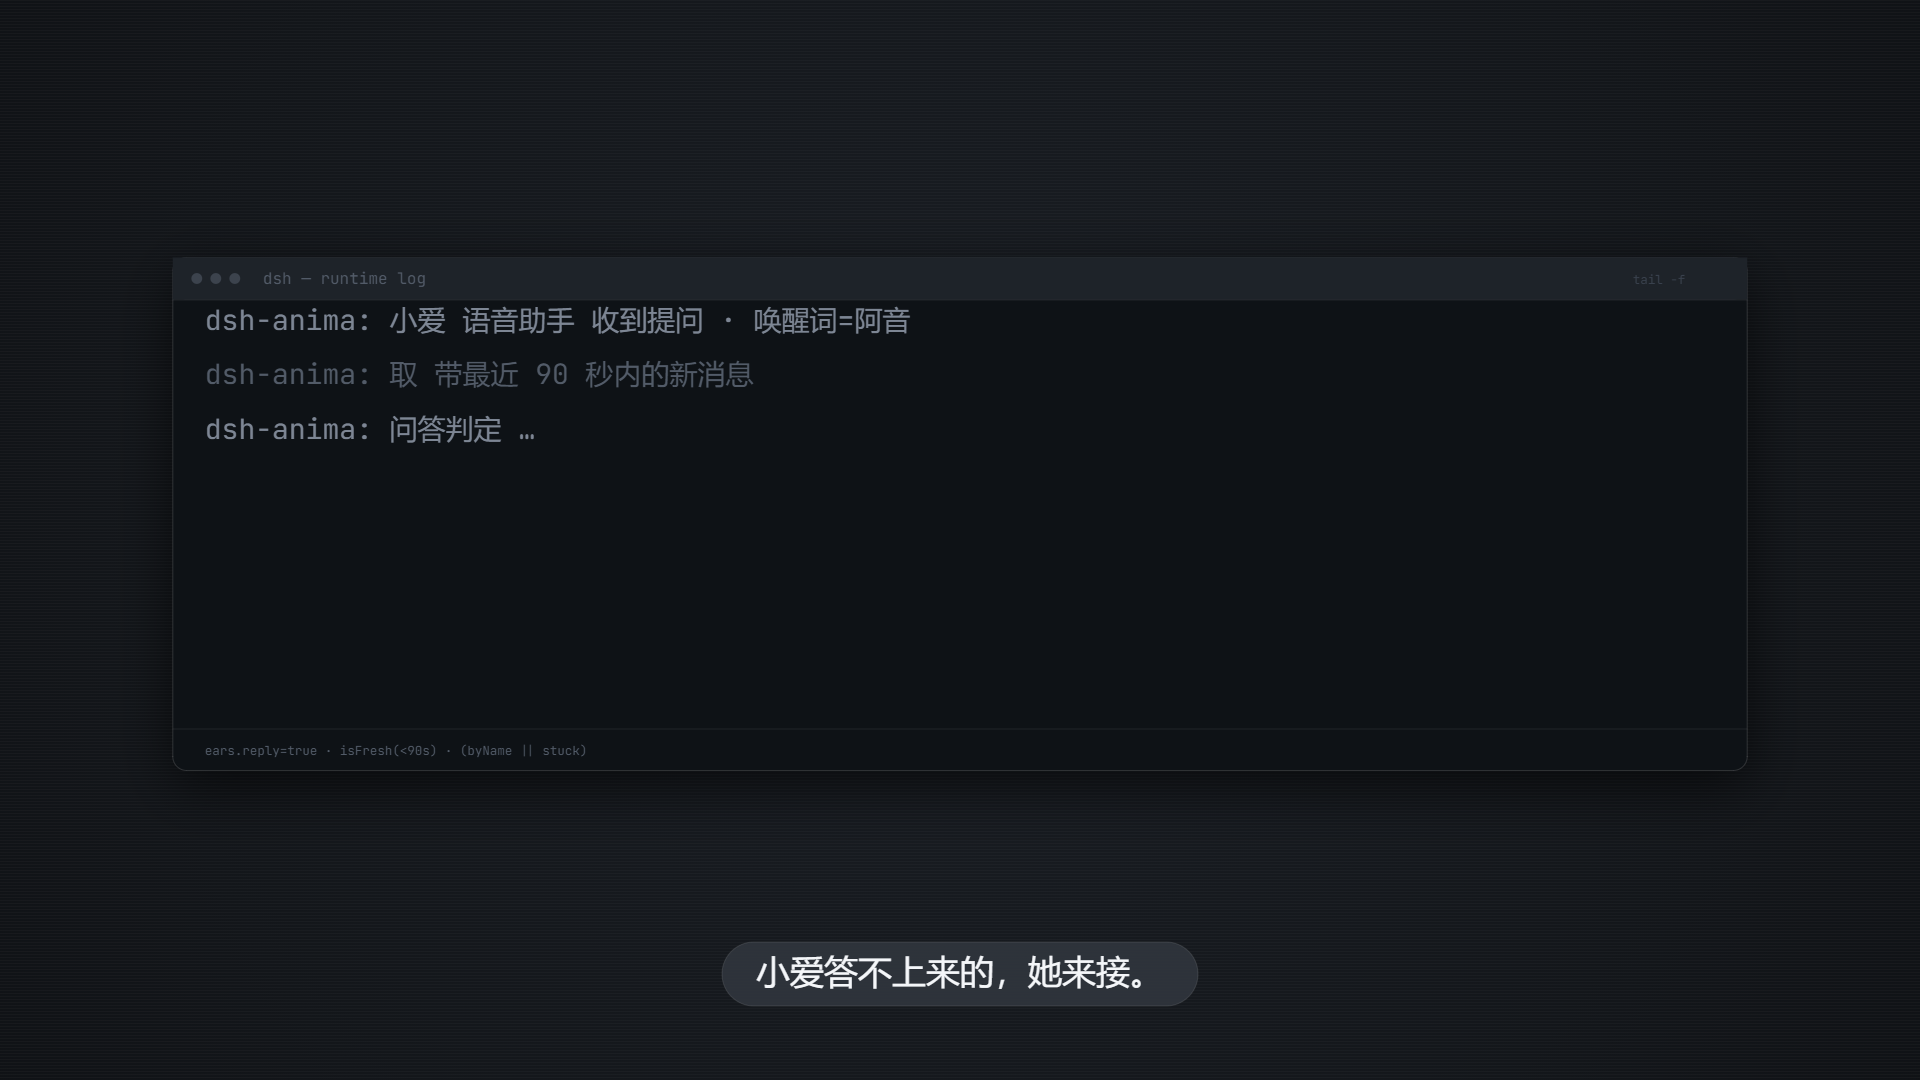 dsh — runtime log
tail -f
dsh-anima: 小爱 语音助手 收到提问 · 唤醒词=阿音
dsh-anima: 取 带最近 90 秒内的新消息
dsh-anima: 问答判定 …
ears.reply=true · isFresh(<90s) · (byName || stuck)
小爱答不上来的，她来接。